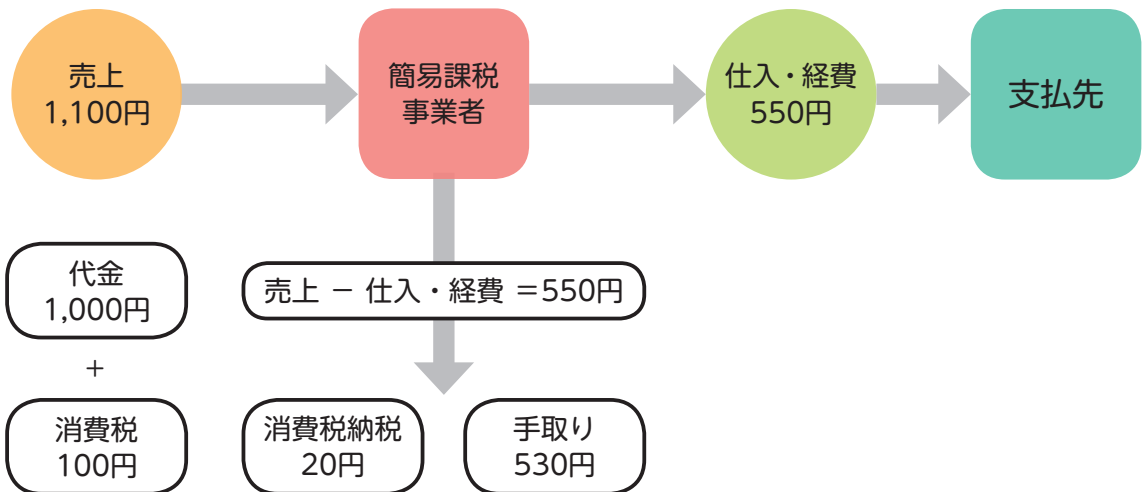 売上
1,100円
簡易課税
事業者
仕入・経費
550円
支払先
代金
1,000円
+
消費税
100円
売上 − 仕入・経費 =550円
消費税納税
20円
手取り
530円